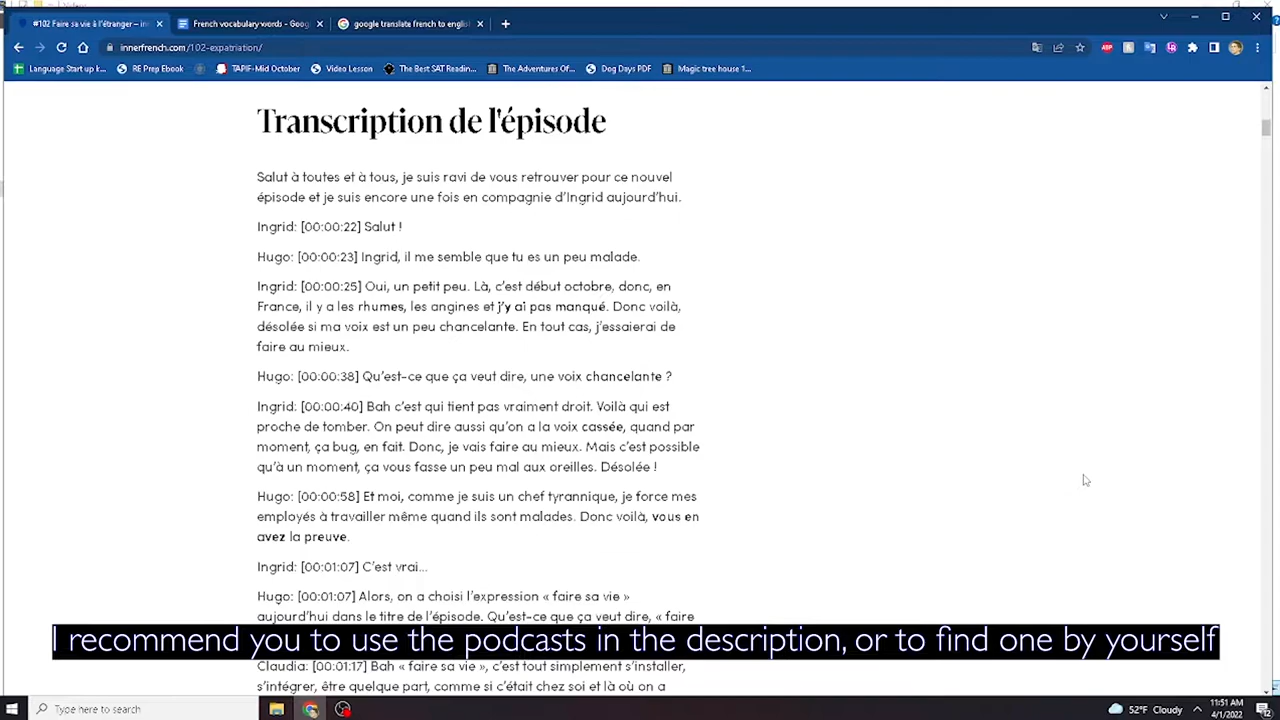 #102 Faire sa vie à l'étranger – in
French vocabulary words - Goog
google translate french to englis
innerfrench.com/102-expatriation/
Language Start up k...
RE Prep Ebook
TAPIF-Mid October
Video Lesson
The Best SAT Readin...
The Adventures Of...
Dog Days PDF
Magic tree house 1...
Transcription de l'épisode
Salut à toutes et à tous, je suis ravi de vous retrouver pour ce nouvel
épisode et je suis encore une fois en compagnie d'Ingrid aujourd'hui.
Ingrid: [00:00:22] Salut !
Hugo: [00:00:23] Ingrid, il me semble que tu es un peu malade.
Ingrid: [00:00:25] Oui, un petit peu. Là, c'est début octobre, donc, en
France, il y a les rhumes, les angines et j'y ai pas manqué. Donc voilà,
désolée si ma voix est un peu chancelante. En tout cas, j'essaierai de
faire au mieux.
Hugo: [00:00:38] Qu'est-ce que ça veut dire, une voix chancelante ?
Ingrid: [00:00:40] Bah c'est qui tient pas vraiment droit. Voilà qui est
proche de tomber. On peut dire aussi qu'on a la voix cassée, quand par
moment, ça bug, en fait. Donc, je vais faire au mieux. Mais c'est possible
qu'à un moment, ça vous fasse un peu mal aux oreilles. Désolée !
Hugo: [00:00:58] Et moi, comme je suis un chef tyrannique, je force mes
employés à travailler même quand ils sont malades. Donc voilà, vous en
avez la preuve.
Ingrid: [00:01:07] C'est vrai...
Hugo: [00:01:07] Alors, on a choisi l'expression « faire sa vie »
aujourd'hui dans le titre de l'épisode. Qu'est-ce que ça veut dire, « faire
I recommend you to use the podcasts in the description, or to find one by yourself
Claudia: [00:01:17] Bah « faire sa vie », c'est tout simplement s'installer,
s'intégrer, être quelque part, comme si c'était chez soi et là où on a
Type here to search
52°F Cloudy
11:51 AM
4/1/2022